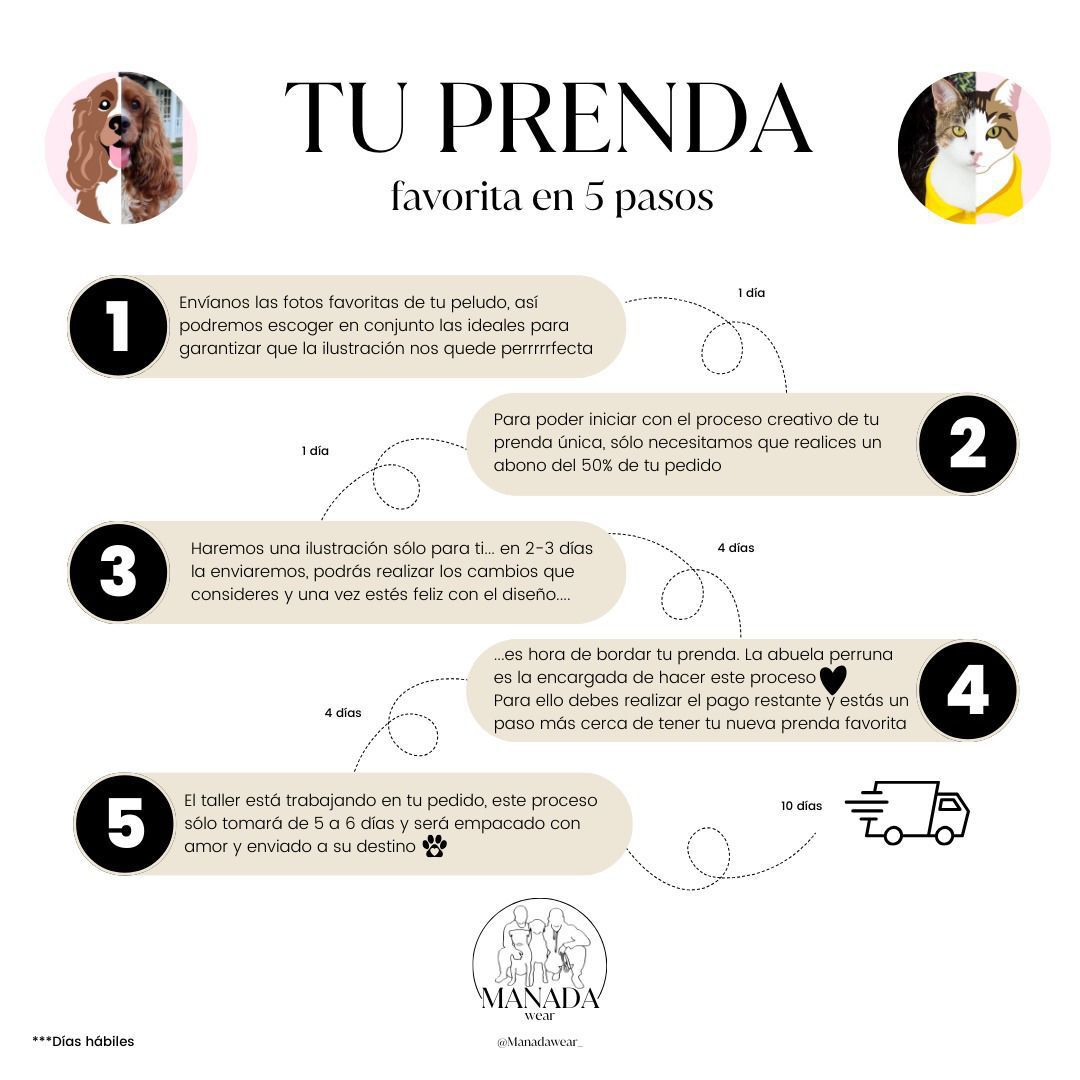 TU PRENDA
favorita en 5 pasos
1
Envíanos las fotos favoritas de tu peludo, así
podremos escoger en conjunto las ideales para
garantizar que la ilustración nos quede perrrrrfecta
1 día
2
Para poder iniciar con el proceso creativo de tu
prenda única, sólo necesitamos que realices un
abono del 50% de tu pedido
1 día
3
Haremos una ilustración sólo para ti... en 2-3 días
la enviaremos, podrás realizar los cambios que
consideres y una vez estés feliz con el diseño....
4 días
4
...es hora de bordar tu prenda. La abuela perruna
es la encargada de hacer este proceso
Para ello debes realizar el pago restante y estás un
paso más cerca de tener tu nueva prenda favorita
4 días
5
El taller está trabajando en tu pedido, este proceso
sólo tomará de 5 a 6 días y será empacado con
amor y enviado a su destino
10 días
MANADA
wear
@Manadawear_
***Días hábiles